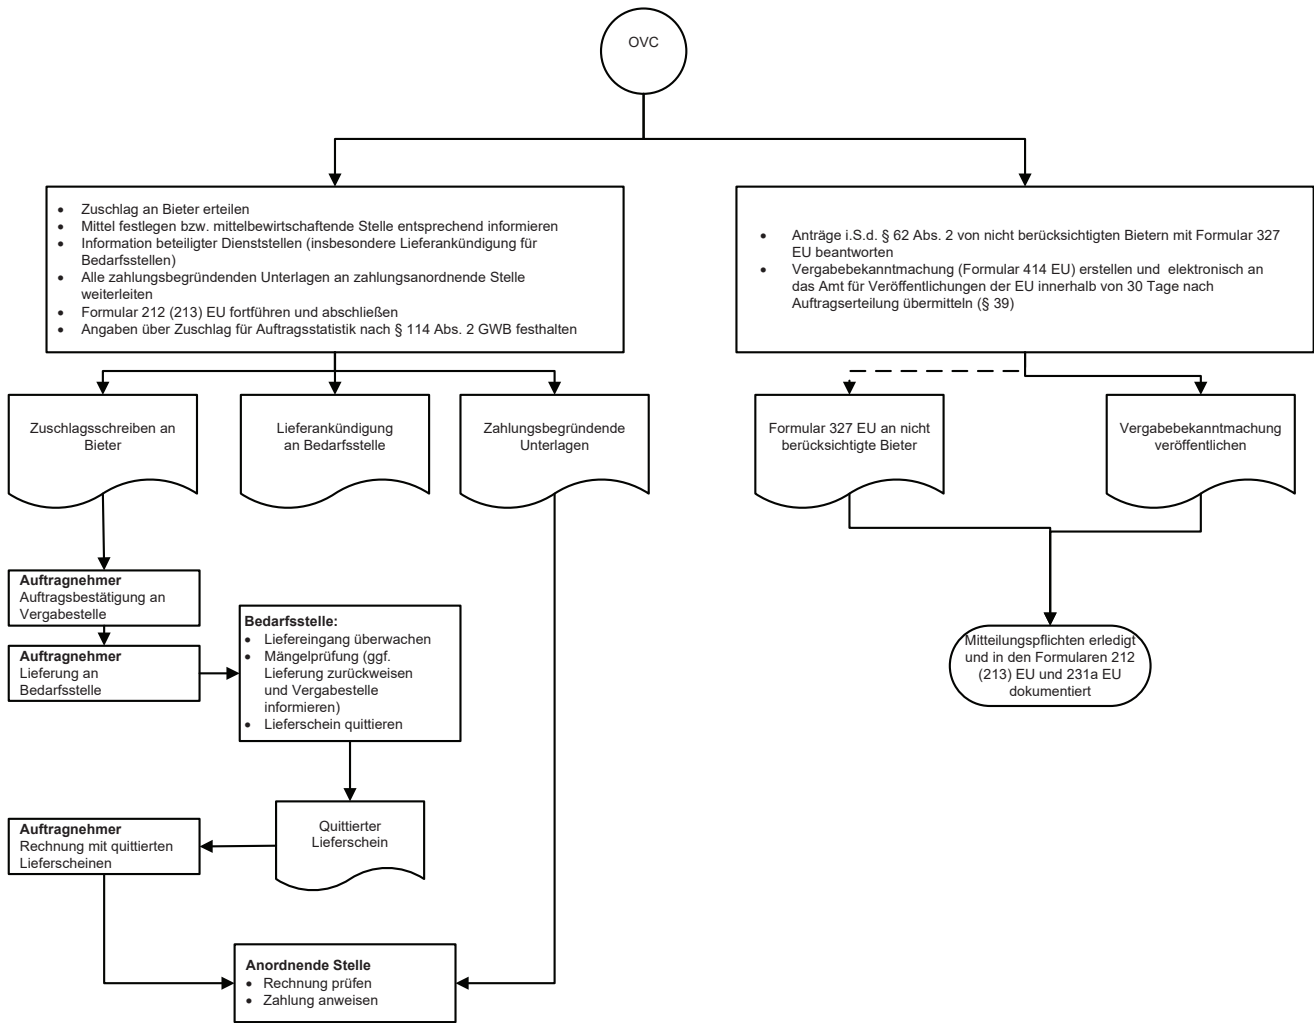 OVC
• Zuschlag an Bieter erteilen
• Mittel festlegen bzw. mittelbewirtschaftende Stelle entsprechend informieren
• Information beteiligter Dienststellen (insbesondere Lieferankündigung für
Bedarfsstellen)
• Alle zahlungsbegründenden Unterlagen an zahlungsanordnende Stelle
weiterleiten
• Formular 212 (213) EU fortführen und abschließen
• Angaben über Zuschlag für Auftragsstatistik nach § 114 Abs. 2 GWB festhalten
• Anträge i.S.d. § 62 Abs. 2 von nicht berücksichtigten Bietern mit Formular 327
EU beantworten
• Vergabebekanntmachung (Formular 414 EU) erstellen und elektronisch an
das Amt für Veröffentlichungen der EU innerhalb von 30 Tage nach
Auftragserteilung übermitteln (§ 39)
Zuschlagsschreiben an
Bieter
Lieferankündigung
an Bedarfsstelle
Zahlungsbegründende
Unterlagen
Formular 327 EU an nicht
berücksichtigte Bieter
Vergabebekanntmachung
veröffentlichen
Auftragnehmer
Auftragsbestätigung an
Vergabestelle
Auftragnehmer
Lieferung an
Bedarfsstelle
Bedarfsstelle:
• Liefereingang überwachen
• Mängelprüfung (ggf.
Lieferung zurückweisen
und Vergabestelle
informieren)
• Lieferschein quittieren
Mitteilungspflichten erledigt
und in den Formularen 212
(213) EU und 231a EU
dokumentiert
Quittierter
Lieferschein
Auftragnehmer
Rechnung mit quittierten
Lieferscheinen
Anordnende Stelle
• Rechnung prüfen
• Zahlung anweisen